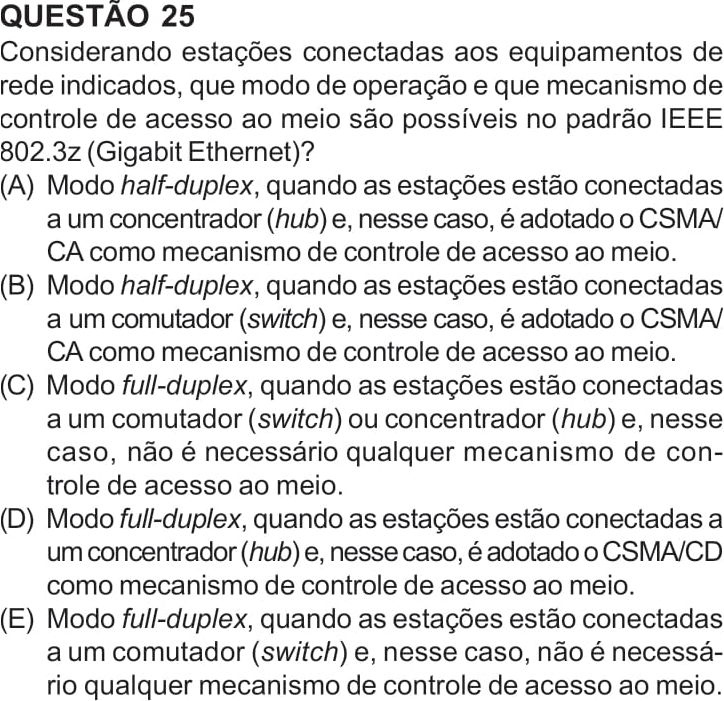 QUESTÃO 25
Considerando estações conectadas aos equipamentos de
rede indicados, que modo de operação e que mecanismo de
controle de acesso ao meio são possíveis no padrão IEEE
802.3z (Gigabit Ethernet)?
(A) Modo half-duplex, quando as estações estão conectadas
a um concentrador (hub) e, nesse caso, é adotado o CSMA/
CA como mecanismo de controle de acesso ao meio.
(B) Modo half-duplex, quando as estações estão conectadas
a um comutador (switch) e, nesse caso, é adotado o CSMA/
CA como mecanismo de controle de acesso ao meio.
(C) Modo full-duplex, quando as estações estão conectadas
a um comutador (switch) ou concentrador (hub) e, nesse
caso, não é necessário qualquer mecanismo de con-
trole de acesso ao meio.
(D) Modo full-duplex, quando as estações estão conectadas a
um concentrador (hub) e, nesse caso, é adotado o CSMA/CD
como mecanismo de controle de acesso ao meio.
(E) Modo full-duplex, quando as estações estão conectadas
a um comutador (switch) e, nesse caso, não é necessá-
rio qualquer mecanismo de controle de acesso ao meio.